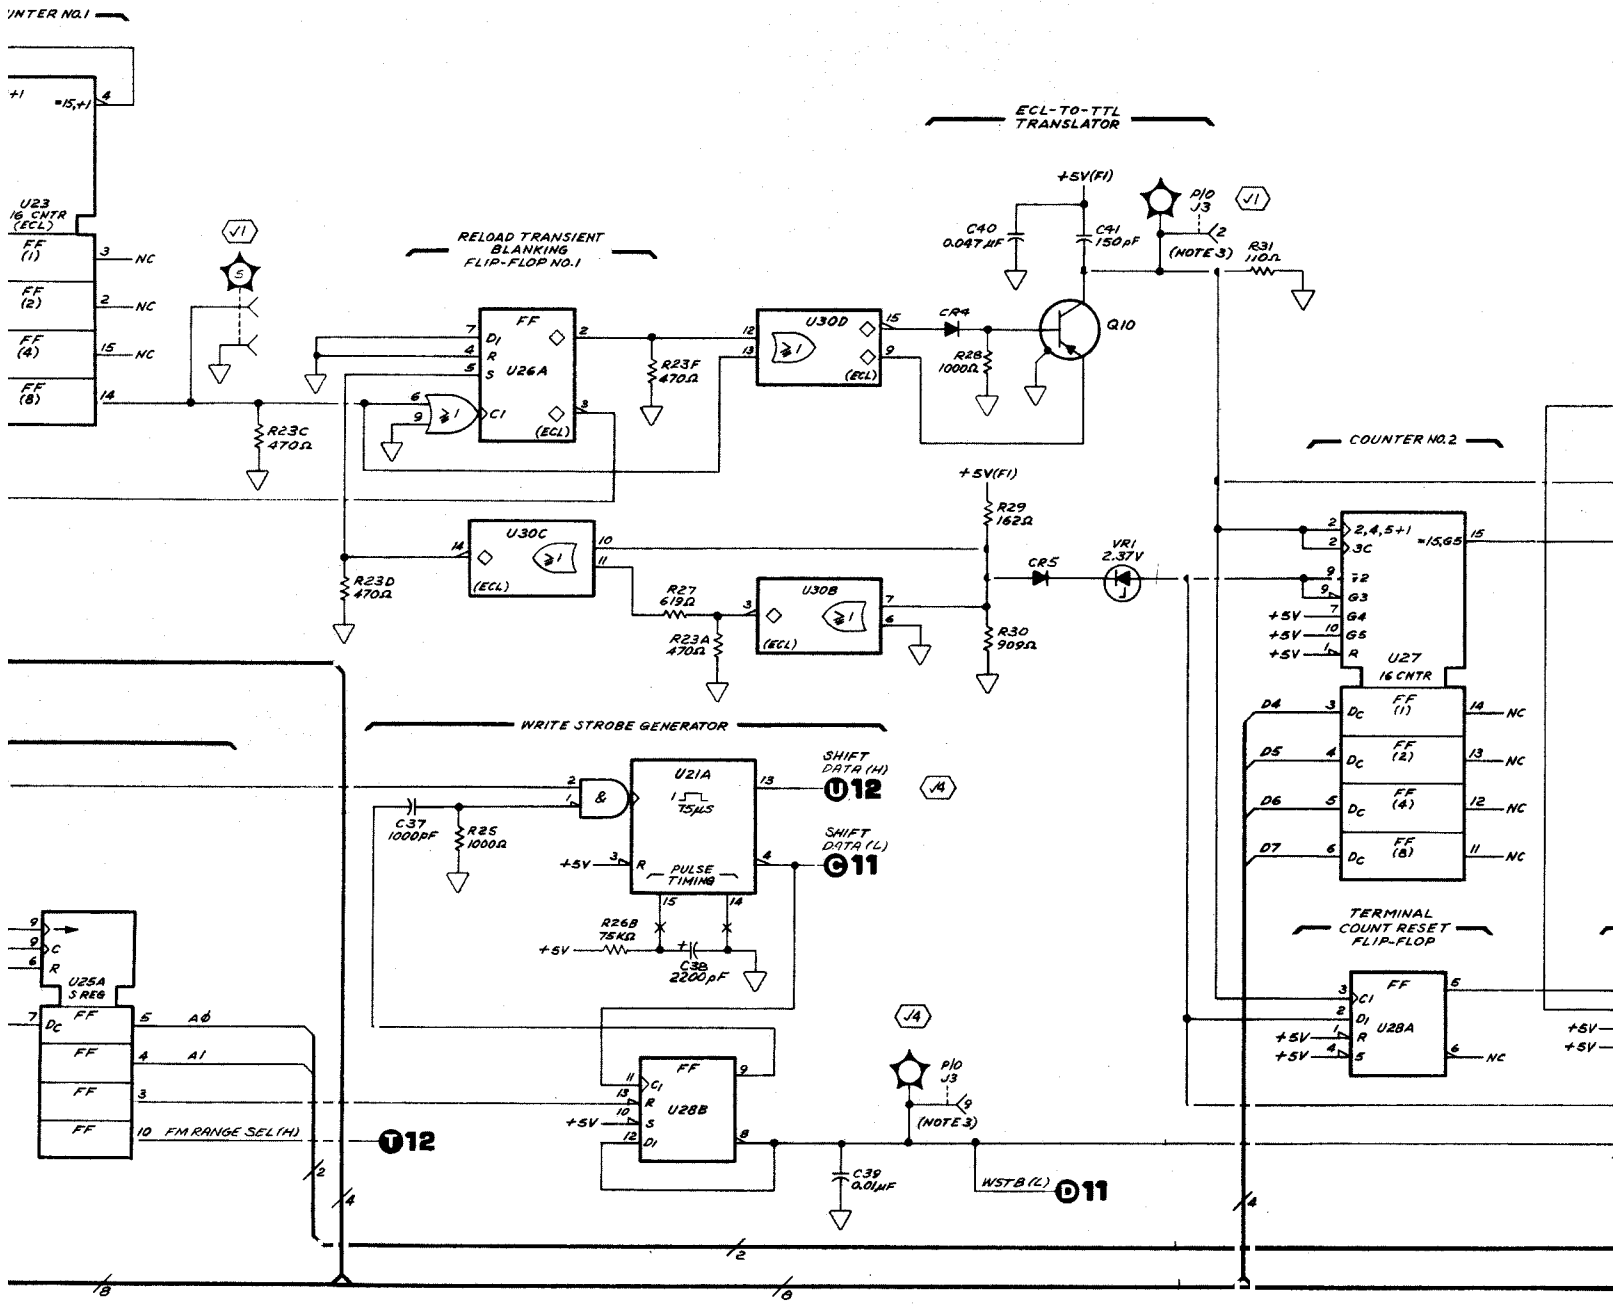 UNTER NO.1
+1
=15,+1
4
U23
16 CNTR
(ECL)
FF
(1)
3
NC
FF
(2)
2
NC
FF
(4)
15
NC
FF
(8)
14
√1
5
R23C
470Ω
RELOAD TRANSIENT
BLANKING
FLIP-FLOP NO.1
7
4
5
6
9
D1
R
S
C1
≥1
FF
U26A
(ECL)
2
3
R23F
470Ω
12
13
≥1
U30D
(ECL)
15
9
ECL-TO-TTL
TRANSLATOR
+5V(F1)
C40
0.047µF
C41
150pF
CR4
R28
1000Ω
Q10
P/O
J3
√1
2
(NOTE 3)
R31
110Ω
R23D
470Ω
14
U30C
≥1
(ECL)
10
11
R27
619Ω
R23A
470Ω
3
U30B
≥1
(ECL)
7
6
+5V(F1)
R29
162Ω
R30
909Ω
CR5
VR1
2.37V
COUNTER NO.2
2
2,4,5+1
2
3C
=15,G5
15
9
9
G3
+5V
7
G4
+5V
10
G5
+5V
1
R
U27
16 CNTR
D4
3
DC
FF
(1)
14
NC
D5
4
DC
FF
(2)
13
NC
D6
5
DC
FF
(4)
12
NC
D7
6
DC
FF
(8)
11
NC
WRITE STROBE GENERATOR
2
1
&
U21A
1
75µS
13
SHIFT
DATA (H)
U 12
√4
SHIFT
DATA (L)
C 11
4
C37
1000PF
R25
1000Ω
+5V
3
R
PULSE
TIMING
15
14
R26B
75KΩ
+5V
+
C38
2200pF
9
9
6
C
R
U25A
S REG
7
DC
FF
5
AØ
FF
4
A1
FF
3
FF
10
FM RANGE SEL(H)
T 12
11
13
+5V
10
12
C1
R
S
D1
FF
U28B
9
8
√4
P/O
J3
9
(NOTE 3)
C39
0.01µF
WSTB (L)
D 11
TERMINAL
COUNT RESET
FLIP-FLOP
3
2
+5V
1
+5V
4
C1
D1
R
S
FF
U28A
5
6
NC
+5V
+5V
2
4
4
2
8
8